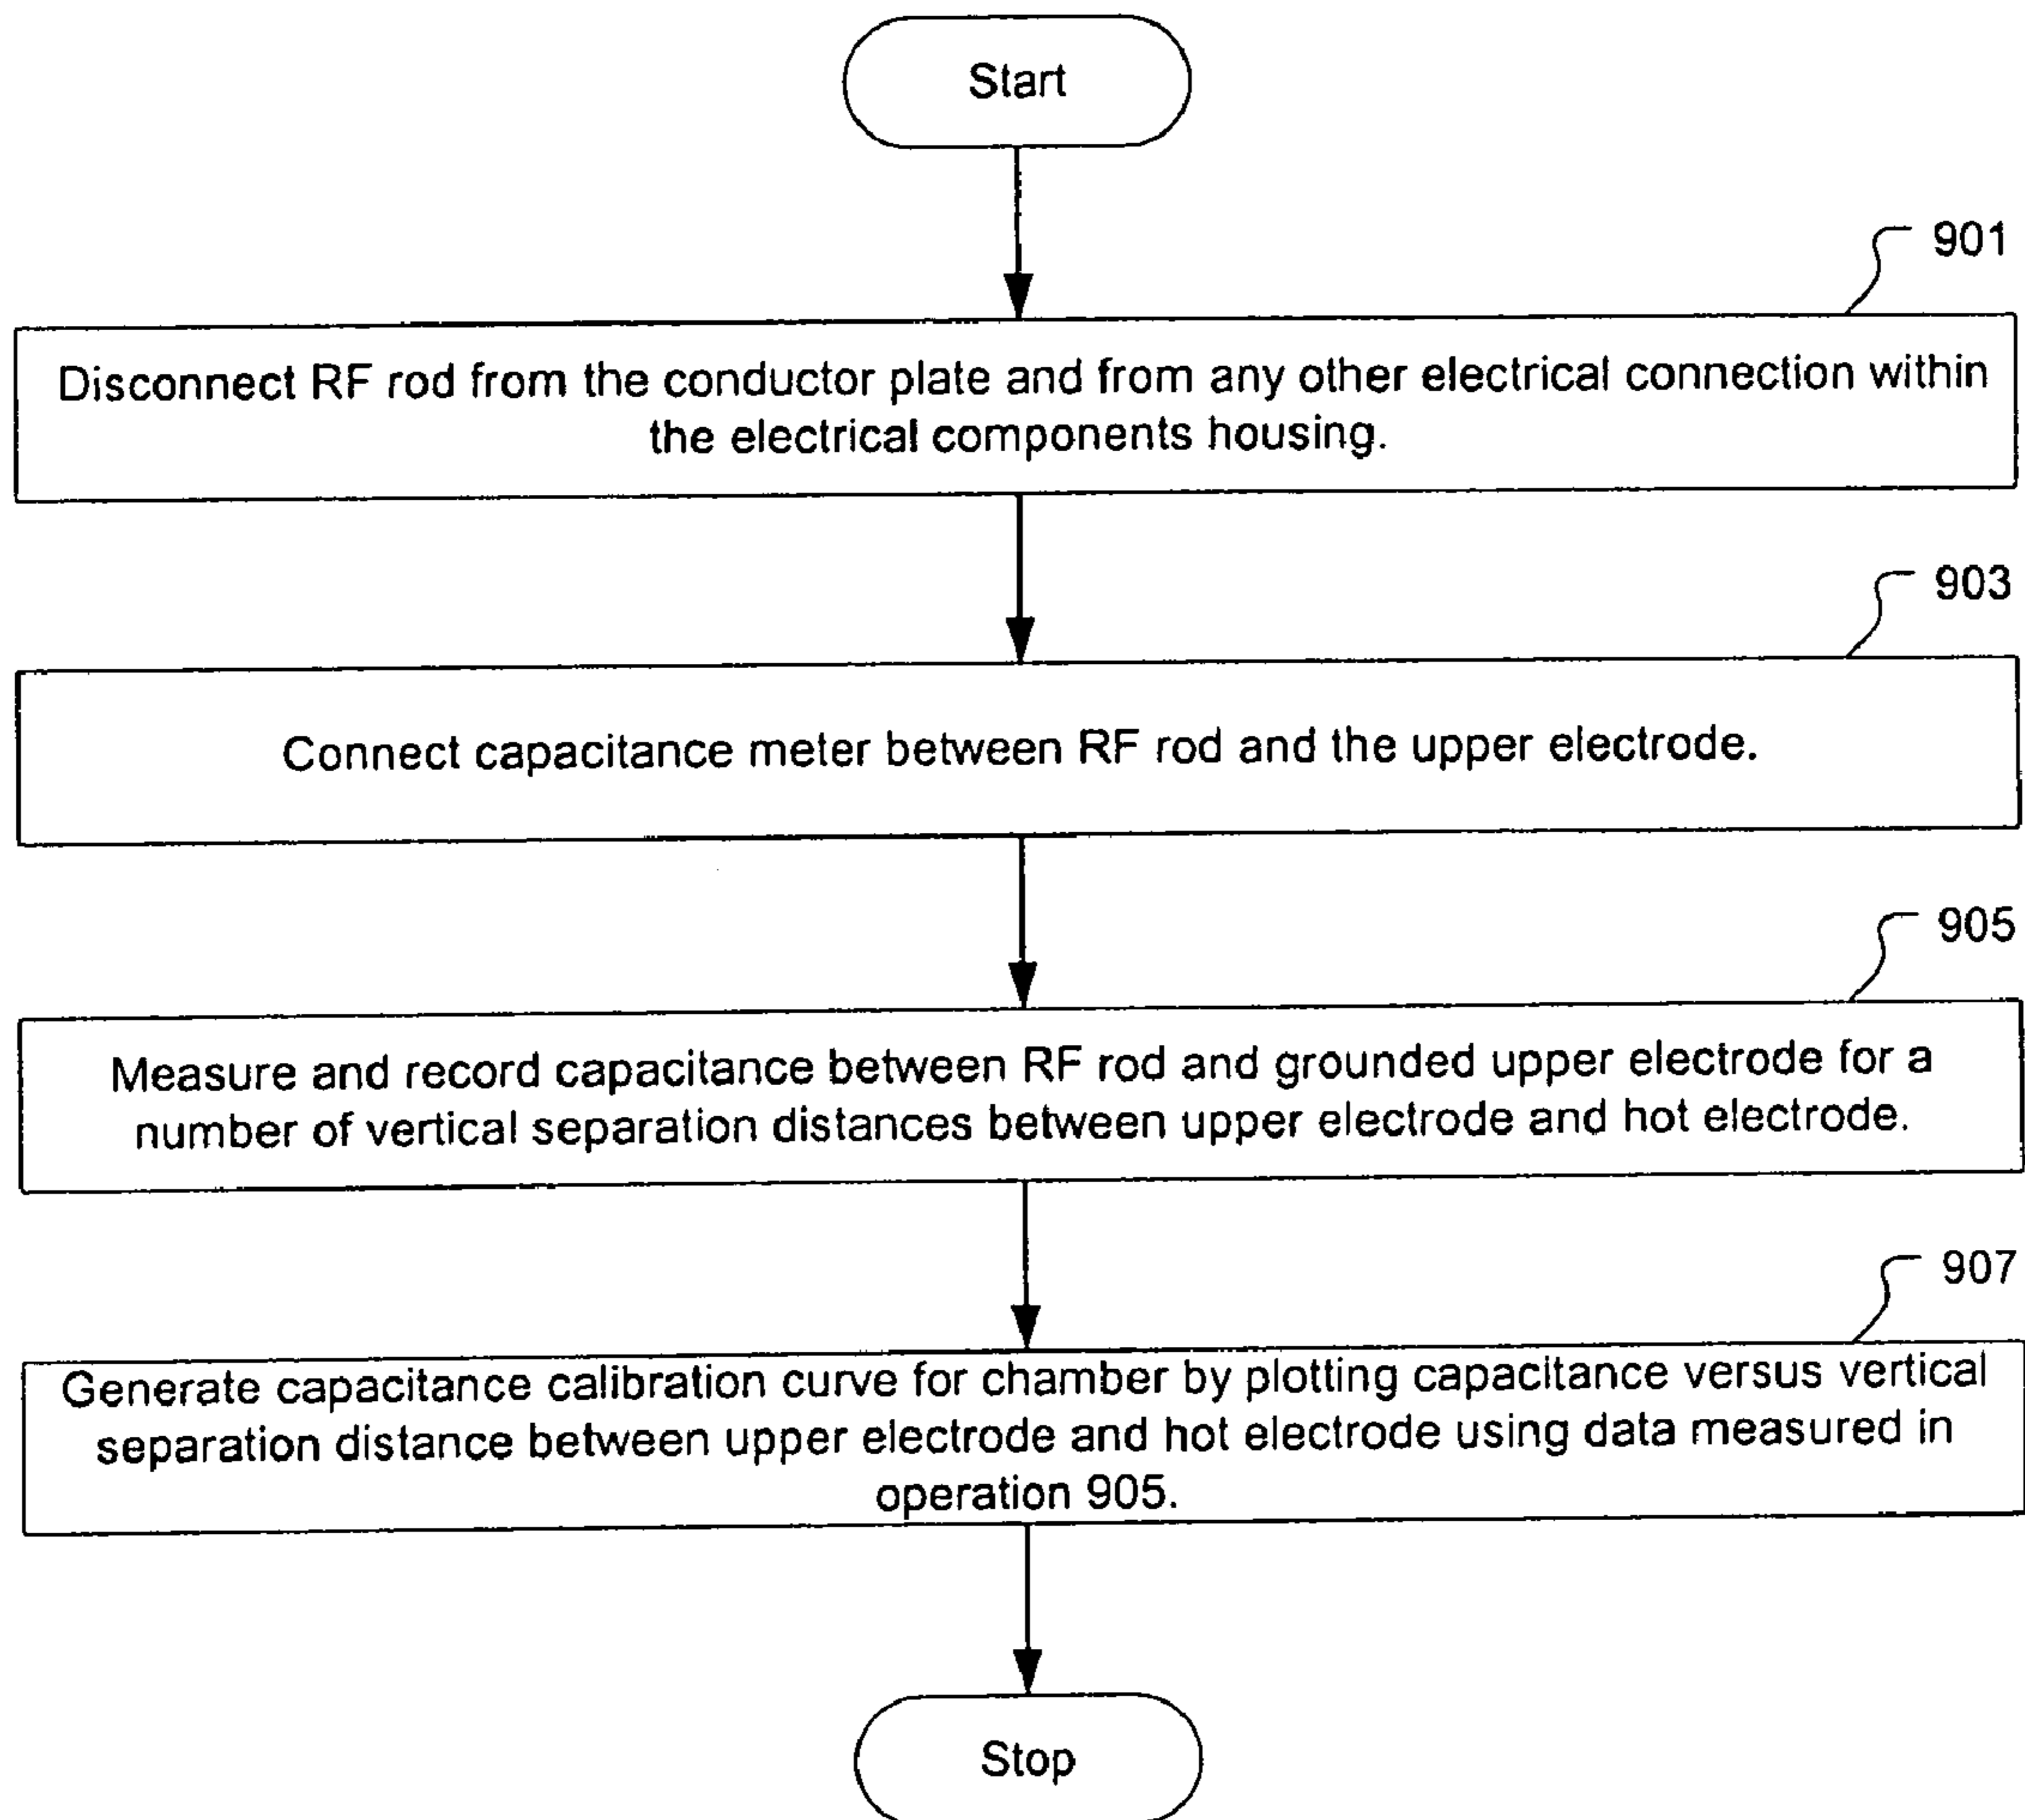 Start
901
Disconnect RF rod from the conductor plate and from any other electrical connection within
the electrical components housing.
903
Connect capacitance meter between RF rod and the upper electrode.
905
Measure and record capacitance between RF rod and grounded upper electrode for a
number of vertical separation distances between upper electrode and hot electrode.
907
Generate capacitance calibration curve for chamber by plotting capacitance versus vertical
separation distance between upper electrode and hot electrode using data measured in
operation 905.
Stop